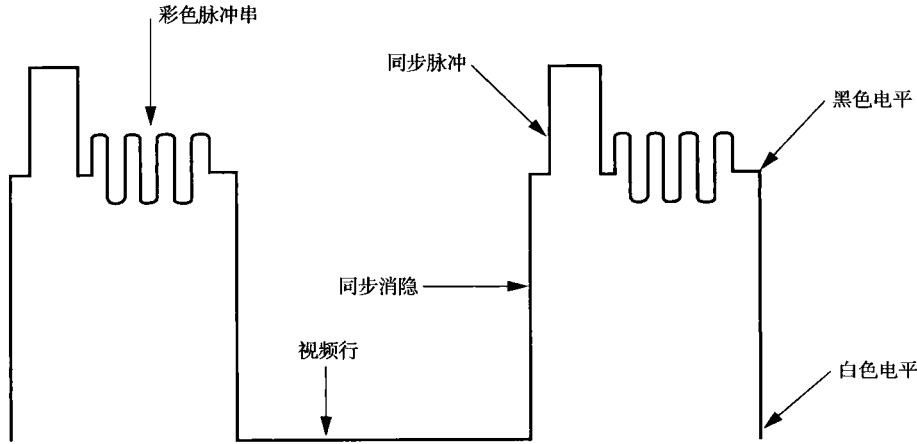 彩色脉冲串
同步脉冲
黑色电平
同步消隐
视频行
白色电平